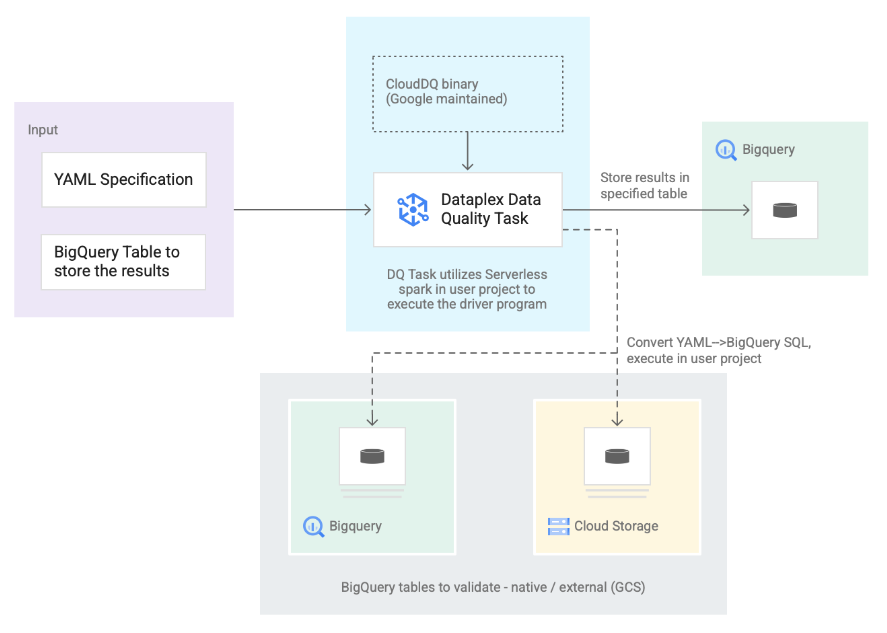 Input
YAML Specification
BigQuery Table to
store the results
CloudDQ binary
(Google maintained)
Dataplex Data
Quality Task
DQ Task utilizes Serverless
spark in user project to
execute the driver program
Store results in
specified table
Bigquery
Convert YAML-->BigQuery SQL,
execute in user project
Bigquery
Cloud Storage
BigQuery tables to validate - native / external (GCS)